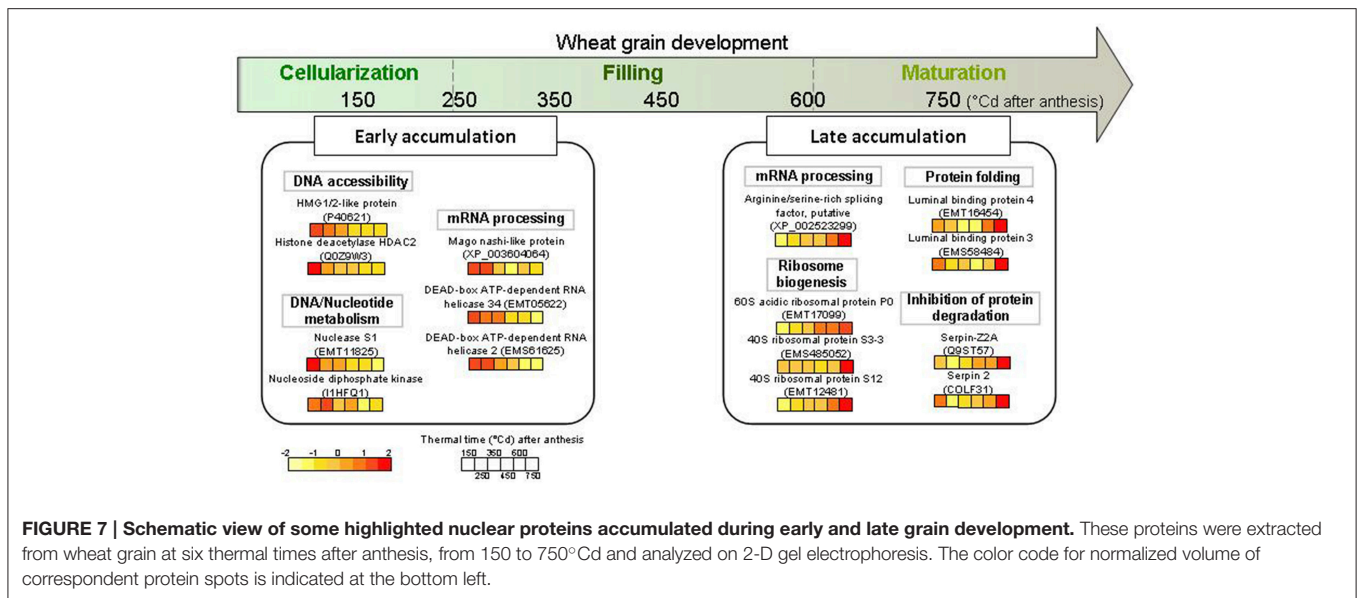 Wheat grain development
Cellularization
Filling
Maturation
150
250
350
450
600
750 (°Cd after anthesis)
Early accumulation
DNA accessibility
HMG1/2-like protein
(P40621)
Histone deacetylase HDAC2
(Q0Z9W3)
DNA/Nucleotide
metabolism
Nuclease S1
(EMT11825)
Nucleoside diphosphate kinase
(I1HFQ1)
mRNA processing
Mago nashi-like protein
(XP_003604064)
DEAD-box ATP-dependent RNA
helicase 34 (EMT05622)
DEAD-box ATP-dependent RNA
helicase 2 (EMS61625)
Late accumulation
mRNA processing
Arginine/serine-rich splicing
factor, putative
(XP_002523299)
Ribosome
biogenesis
60S acidic ribosomal protein P0
(EMT17099)
40S ribosomal protein S3-3
(EMS485052)
40S ribosomal protein S12
(EMT12481)
Protein folding
Luminal binding protein 4
(EMT16454)
Luminal binding protein 3
(EMS58484)
Inhibition of protein
degradation
Serpin-Z2A
(Q9ST57)
Serpin 2
(COLF31)
-2 -1 0 1 2
Thermal time (°Cd) after anthesis
150 350 600
250 450 750
FIGURE 7 | Schematic view of some highlighted nuclear proteins accumulated during early and late grain development. These proteins were extracted
from wheat grain at six thermal times after anthesis, from 150 to 750°Cd and analyzed on 2-D gel electrophoresis. The color code for normalized volume of
correspondent protein spots is indicated at the bottom left.